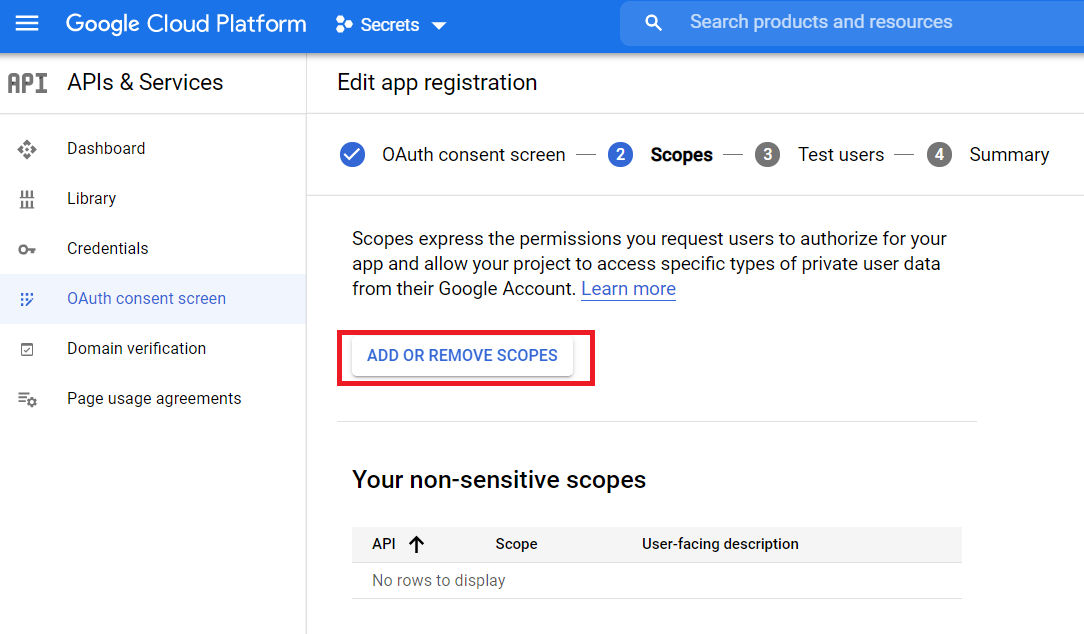 Google Cloud Platform
Secrets
Search products and resources
API
APIs & Services
Edit app registration
Dashboard
Library
Credentials
OAuth consent screen
Domain verification
Page usage agreements
OAuth consent screen
2 Scopes
3 Test users
4 Summary
Scopes express the permissions you request users to authorize for your
app and allow your project to access specific types of private user data
from their Google Account. Learn more
ADD OR REMOVE SCOPES
Your non-sensitive scopes
API Scope User-facing description
No rows to display